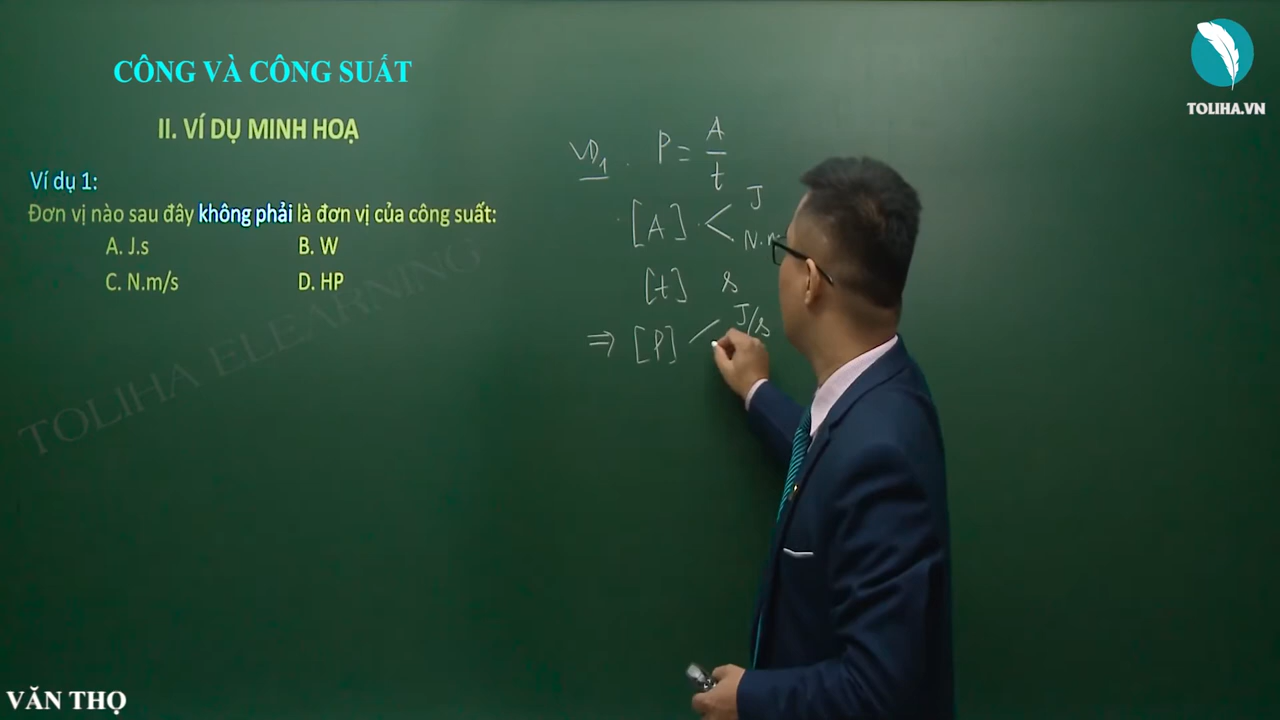 CÔNG VÀ CÔNG SUẤT
II. VÍ DỤ MINH HOẠ
Ví dụ 1:
Đơn vị nào sau đây không phải là đơn vị của công suất:
A. J.s B. W
C. N.m/s D. HP
VD1. P = A/t
[A] < J
N.m
[t] s
⇒ [P] J/s
TOLIHA ELEARNING
TOLIHA.VN
VĂN THỌ